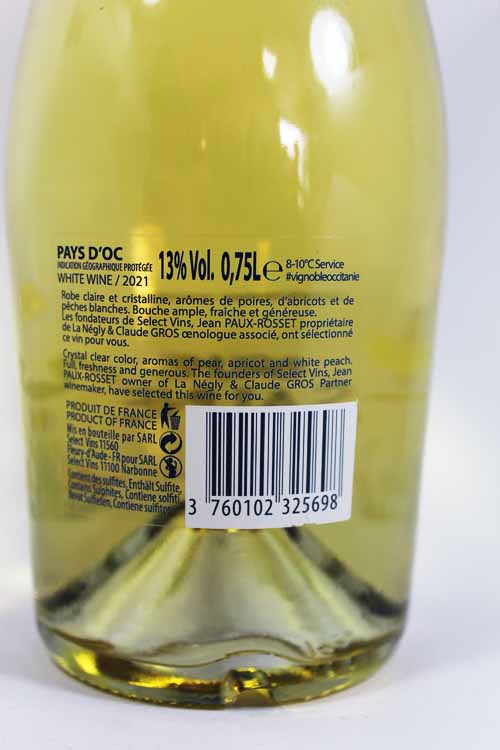 PAYS D'OC
INDICATION GÉOGRAPHIQUE PROTÉGÉE
WHITE WINE / 2021
13% Vol. 0,75L e
8-10°C Service
#vignobleoccitanie
Robe claire et cristalline, arômes de poires, d'abricots et de
pêches blanches. Bouche ample, fraîche et généreuse.
Les fondateurs de Select Vins, Jean PAUX-ROSSET propriétaire
de La Négly & Claude GROS œnologue associé, ont sélectionné
ce vin pour vous.
Crystal clear color, aromas of pear, apricot and white peach.
Full, freshness and generous. The founders of Select Vins, Jean
PAUX-ROSSET owner of La Négly & Claude GROS Partner
winemaker, have selected this wine for you.
PRODUIT DE FRANCE
PRODUCT OF FRANCE
Mis en bouteille par SARL
Select Vins 11560
Fleury-d'Aude - FR pour SARL
Select Vins 11100 Narbonne
Contient des sulfites, Enthält Sulfite,
Contains Sulphites, Contiene solfiti
Bevat Sulfieten, Contiene sulfitos
3 760102 325698